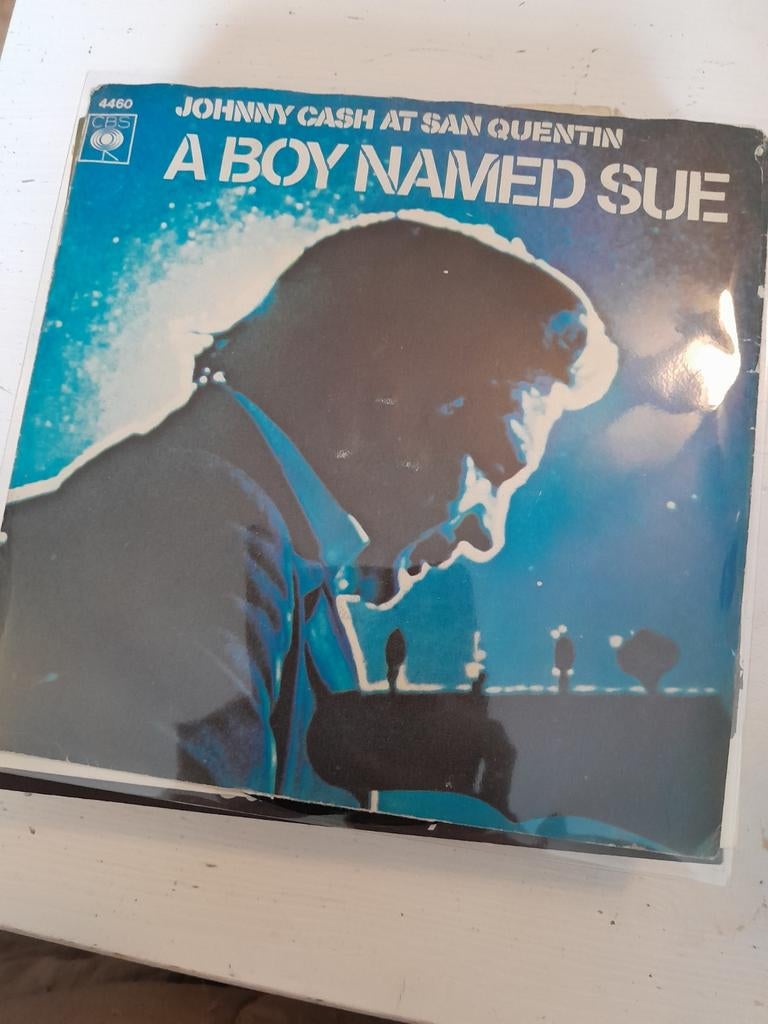 4460
CBS
JOHNNY CASH AT SAN QUENTIN
A BOY NAMED SUE